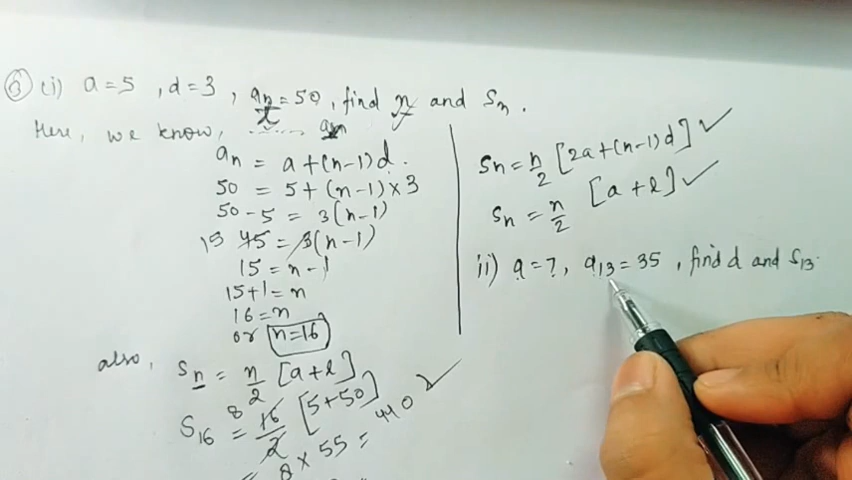 ③ (i) a=5 , d=3 , an=50 , find n and Sn .
l
Here, we know, ........ an
an = a+(n-1)d.
50 = 5+(n-1)×3
50-5 = 3(n-1)
15 45 = 3(n-1)
15 = n-1
15+1 = n
16 = n
or n=16
also, Sn = n/2 [a+l]
S16 = 8 16/2 [5+50]
= 8 × 55 = 440 ✓
Sn = n/2 [2a+(n-1)d] ✓
Sn = n/2 [a+l] ✓
ii) a=7, a13=35 , find d and S13.